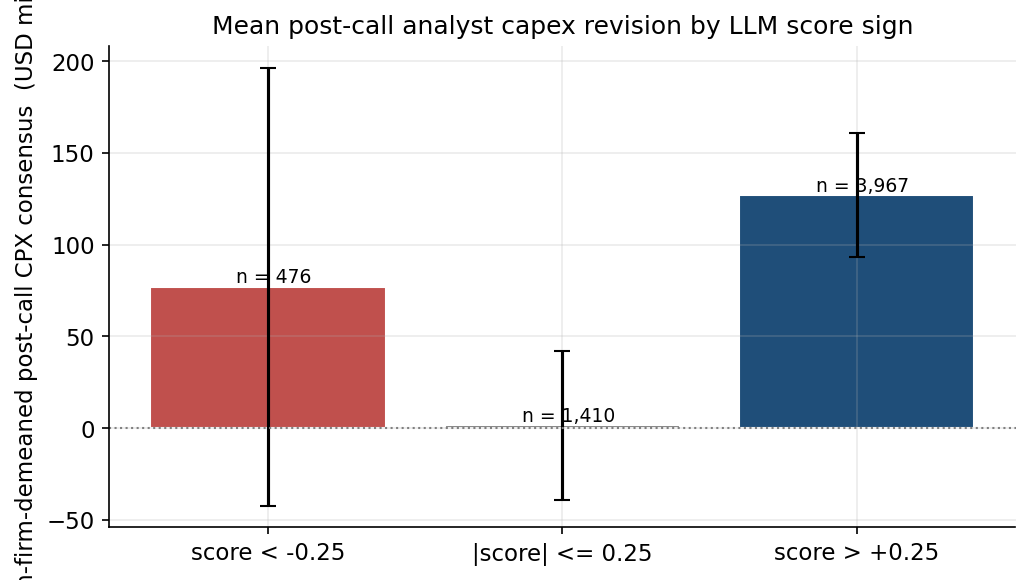 Mean post-call analyst capex revision by LLM score sign
-firm-demeaned post-call CPX consensus (USD
200
150
100
50
0
−50
n = 476
n = 1,410
n = 3,967
score < -0.25
|score| <= 0.25
score > +0.25